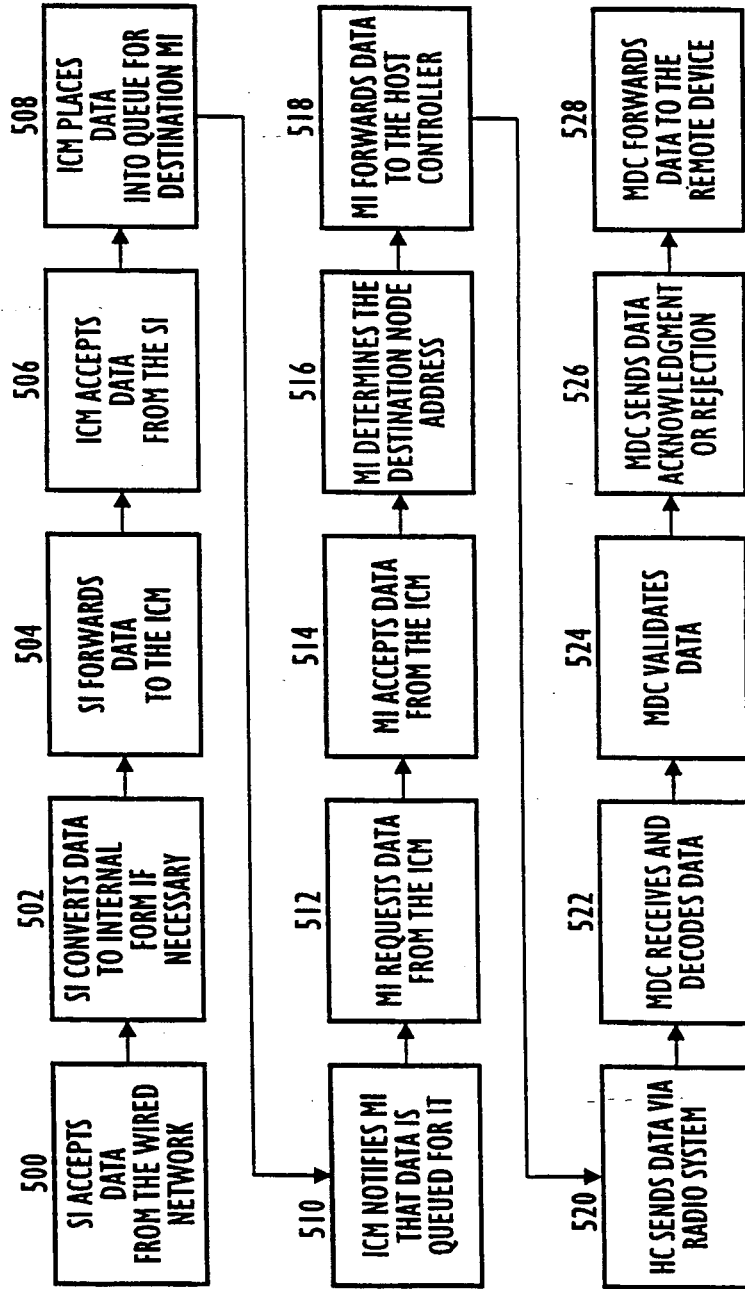 500
SI ACCEPTS
DATA
FROM THE WIRED
NETWORK
502
SI CONVERTS DATA
TO INTERNAL
FORM IF
NECESSARY
504
SI FORWARDS
DATA
TO THE ICM
506
ICM ACCEPTS
DATA
FROM THE SI
508
ICM PLACES
DATA
INTO QUEUE FOR
DESTINATION MI
510
ICM NOTIFIES MI
THAT DATA IS
QUEUED FOR IT
512
MI REQUESTS DATA
FROM THE ICM
514
MI ACCEPTS DATA
FROM THE ICM
516
MI DETERMINES THE
DESTINATION NODE
ADDRESS
518
MI FORWARDS DATA
TO THE HOST
CONTROLLER
520
HC SENDS DATA VIA
RADIO SYSTEM
522
MDC RECEIVES AND
DECODES DATA
524
MDC VALIDATES
DATA
526
MDC SENDS DATA
ACKNOWLEDGMENT
OR REJECTION
528
MDC FORWARDS
DATA TO THE
REMOTE DEVICE